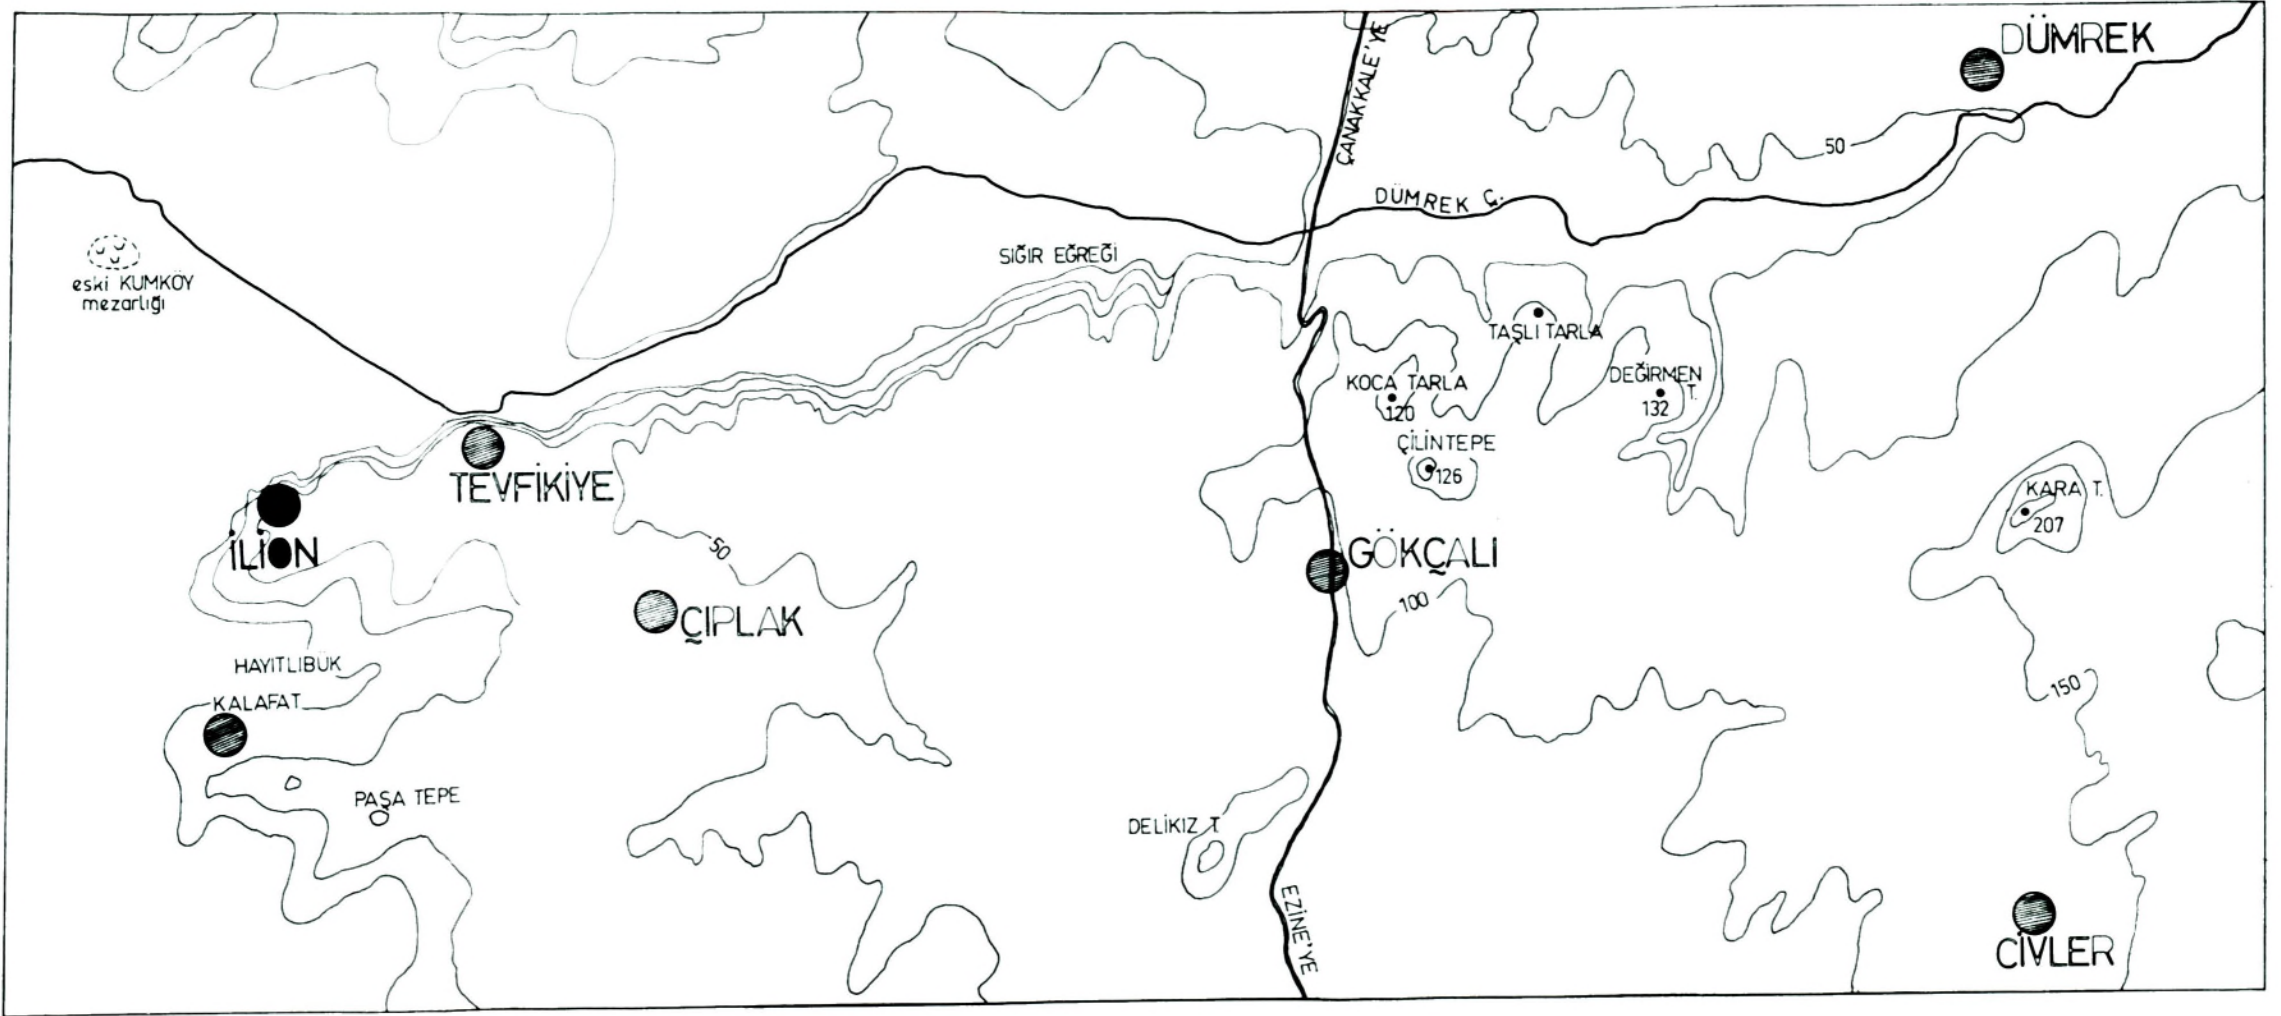 DÜMREK
ÇANAKKALE'YE
50
DÜMREK Ç.
SIĞIR EĞREĞİ
eski KUMKÖY
mezarlığı
TAŞLI TARLA
KOCA TARLA
120
DEĞİRMEN
T.
132
ÇİLİNTEPE
126
TEVFİKİYE
KARA T.
207
İLİON
50
GÖKÇALI
100
ÇIPLAK
HAYITLIBÜK
150
KALAFAT
PAŞA TEPE
DELİKIZ T.
EZİNE'YE
CİVLER